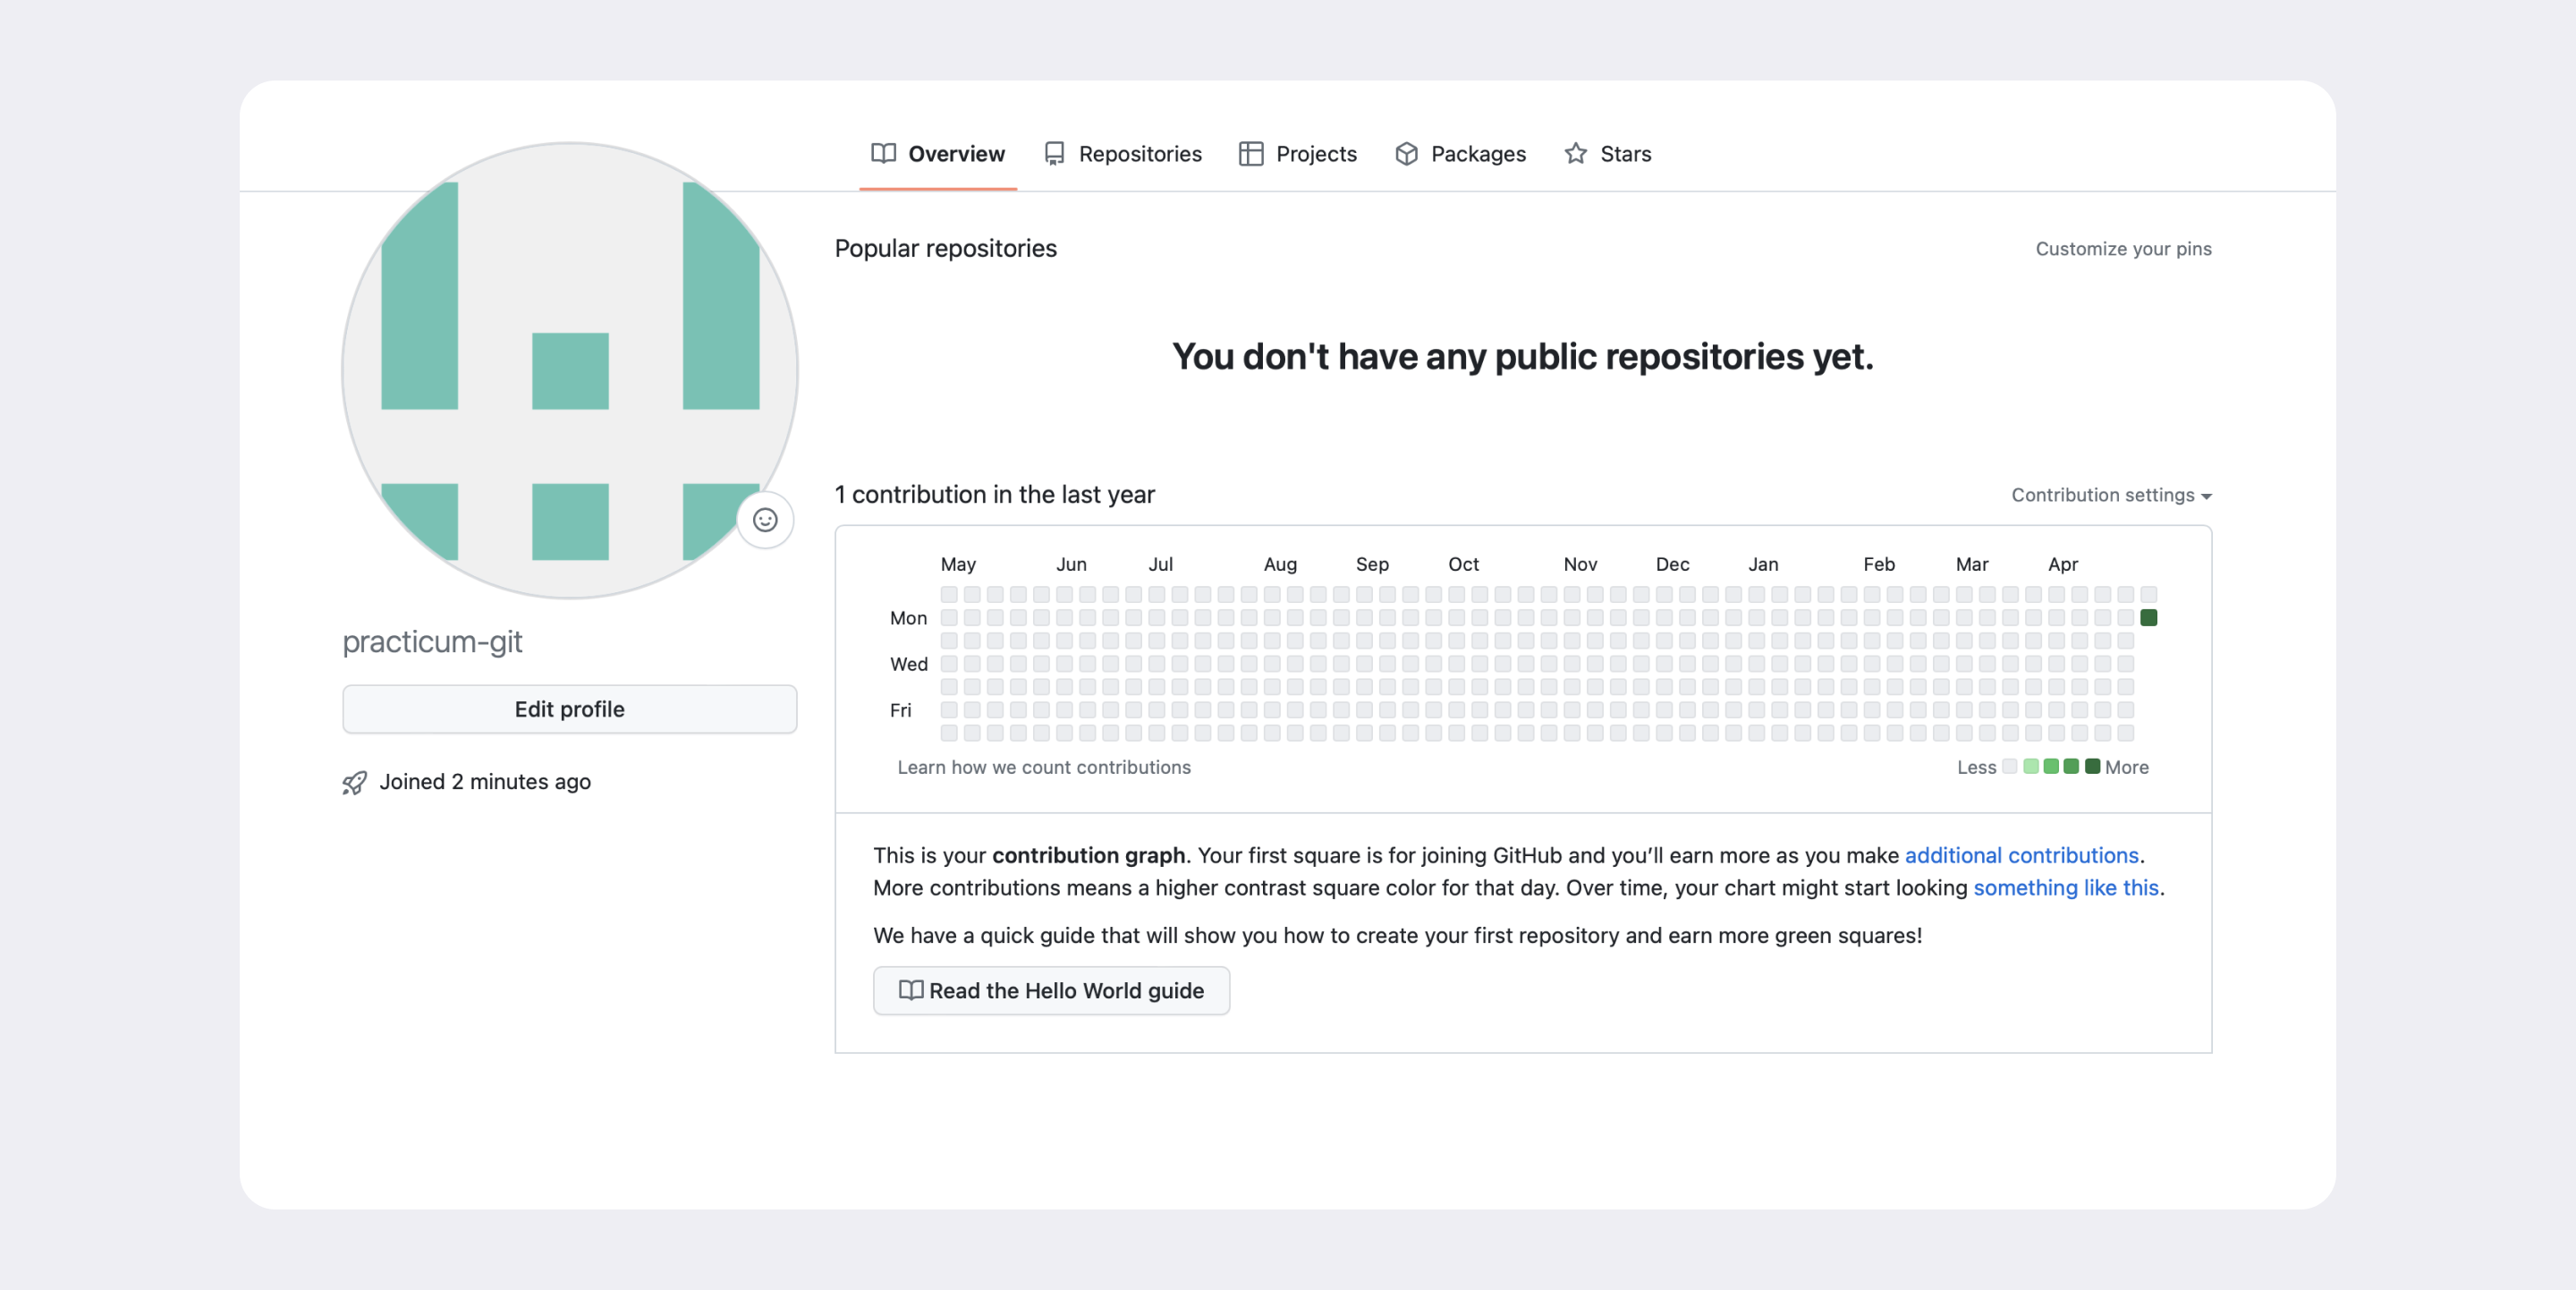 Overview Repositories Projects Packages Stars
practicum-git
Edit profile
Joined 2 minutes ago
Popular repositories Customize your pins
You don't have any public repositories yet.
1 contribution in the last year Contribution settings
May Jun Jul Aug Sep Oct Nov Dec Jan Feb Mar Apr
Mon
Wed
Fri
Learn how we count contributions Less More
This is your contribution graph. Your first square is for joining GitHub and you’ll earn more as you make additional contributions.
More contributions means a higher contrast square color for that day. Over time, your chart might start looking something like this.
We have a quick guide that will show you how to create your first repository and earn more green squares!
Read the Hello World guide